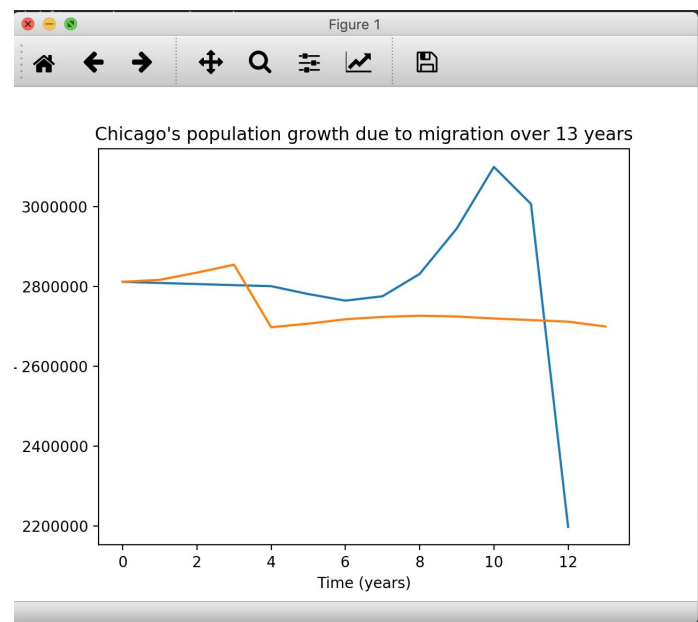 Figure 1
Chicago's population growth due to migration over 13 years
3000000
2800000
2600000
2400000
2200000
0 2 4 6 8 10 12
Time (years)